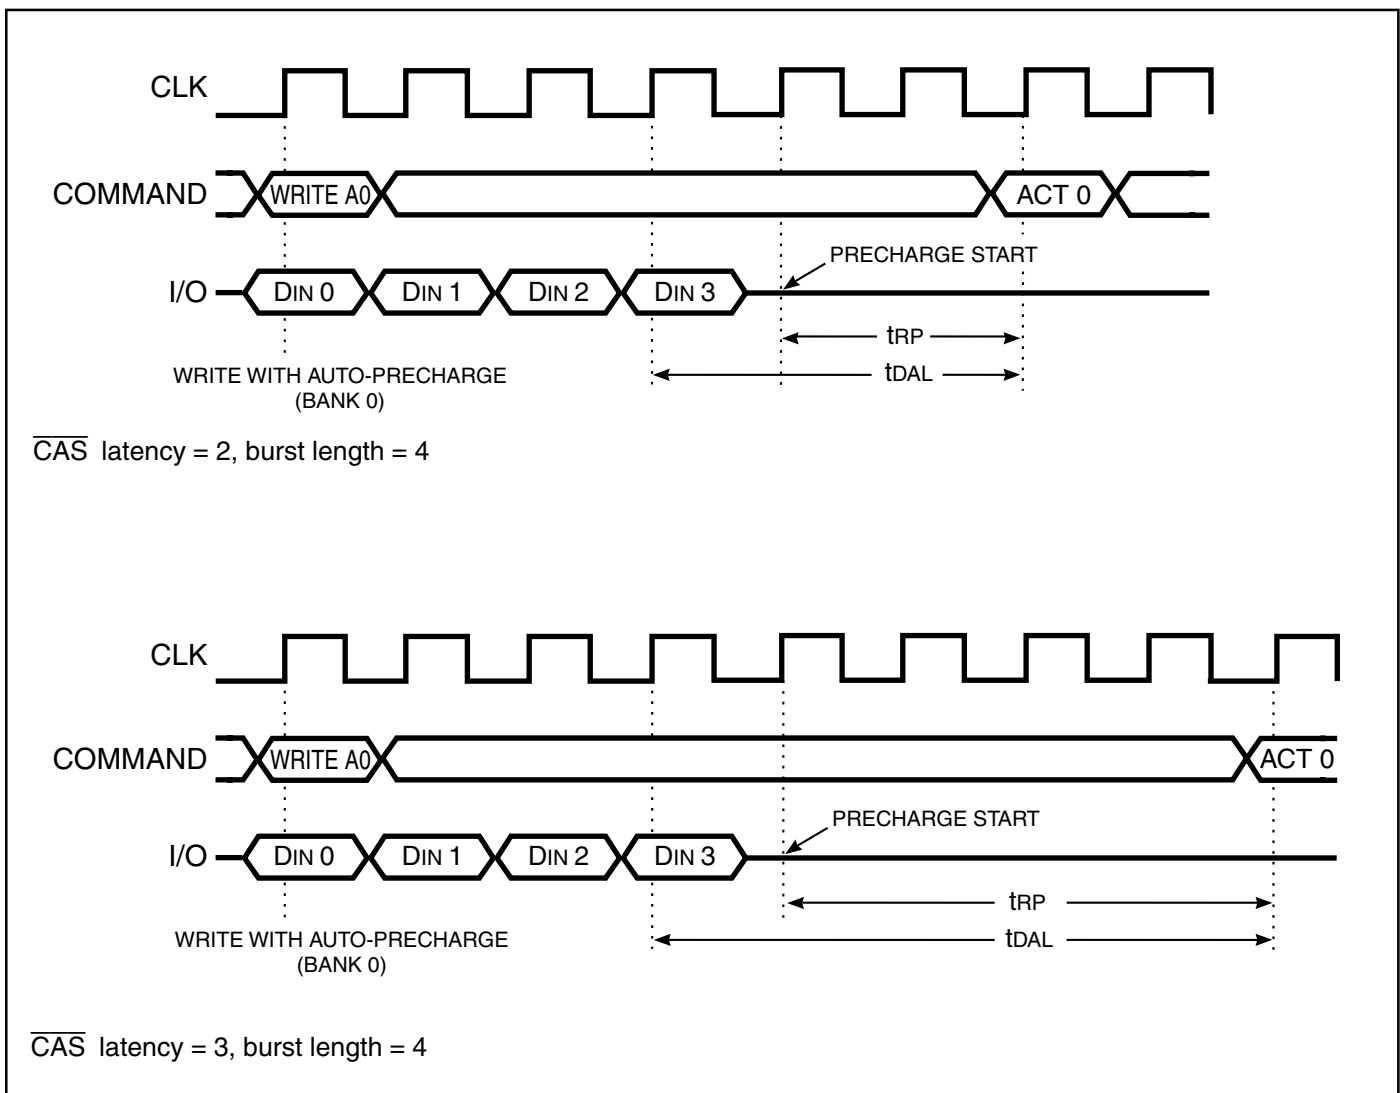 CLK
COMMAND WRITE A0 ACT 0
PRECHARGE START
I/O DIN 0 DIN 1 DIN 2 DIN 3
tRP
tDAL
WRITE WITH AUTO-PRECHARGE
(BANK 0)
CAS latency = 2, burst length = 4
CLK
COMMAND WRITE A0 ACT 0
PRECHARGE START
I/O DIN 0 DIN 1 DIN 2 DIN 3
tRP
tDAL
WRITE WITH AUTO-PRECHARGE
(BANK 0)
CAS latency = 3, burst length = 4